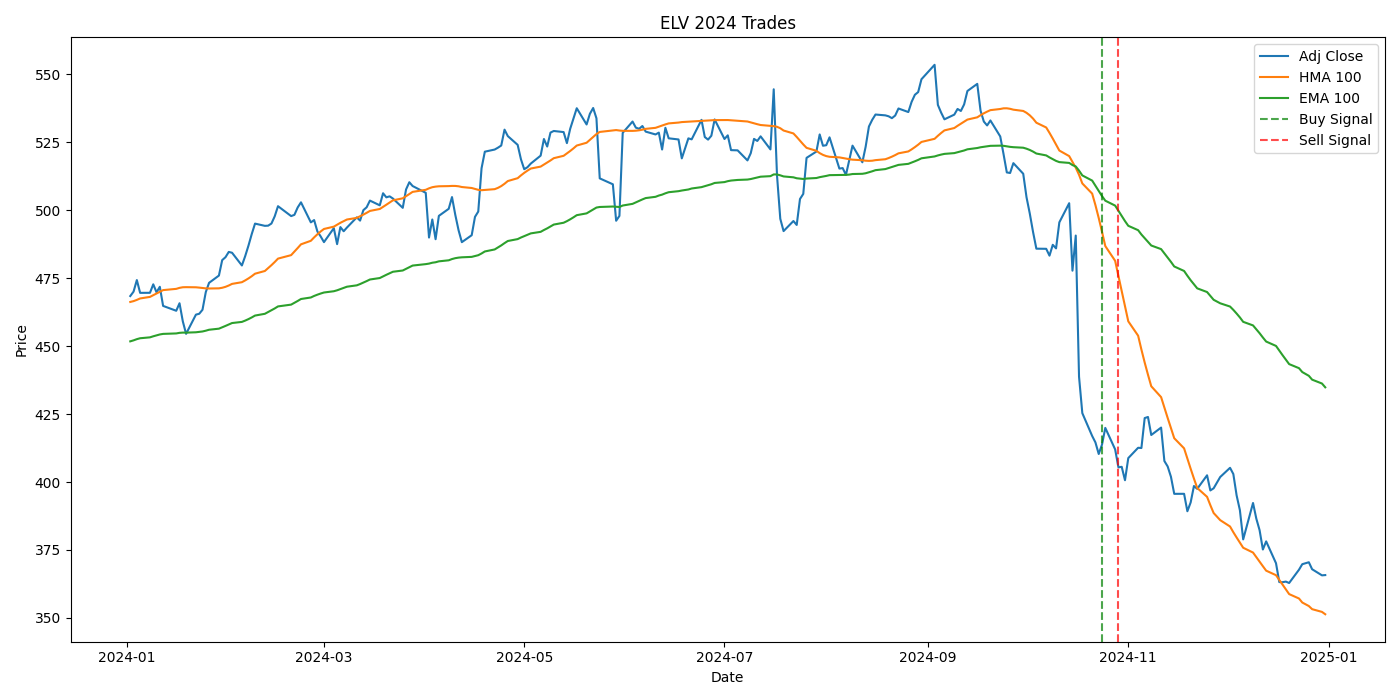 ELV 2024 Trades
Adj Close
HMA 100
EMA 100
Buy Signal
Sell Signal
Price
550
525
500
475
450
425
400
375
350
2024-01 2024-03 2024-05 2024-07 2024-09 2024-11 2025-01
Date